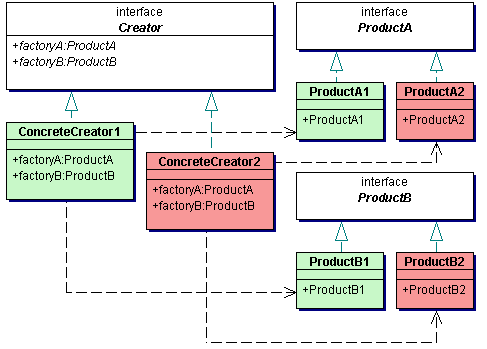 interface
Creator
+factoryA:ProductA
+factoryB:ProductB
interface
ProductA
ProductA1
+ProductA1
ProductA2
+ProductA2
ConcreteCreator1
+factoryA:ProductA
+factoryB:ProductB
ConcreteCreator2
+factoryA:ProductA
+factoryB:ProductB
interface
ProductB
ProductB1
+ProductB1
ProductB2
+ProductB2